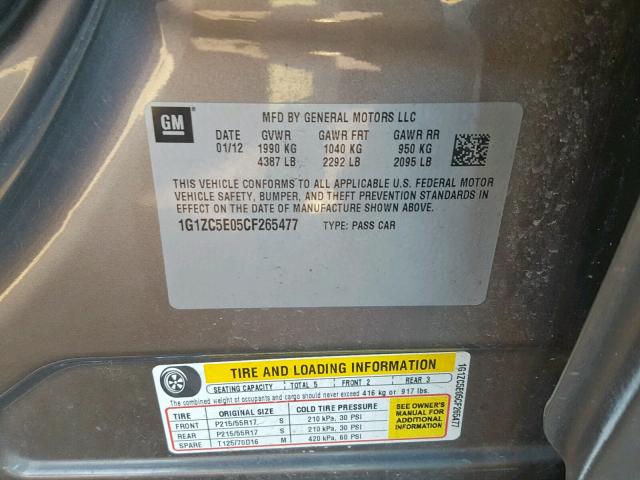 GM
MFD BY GENERAL MOTORS LLC
DATE GVWR GAWR FRT GAWR RR
01/12 1990 KG 1040 KG 950 KG
4387 LB 2292 LB 2095 LB
THIS VEHICLE CONFORMS TO ALL APPLICABLE U.S. FEDERAL MOTOR
VEHICLE SAFETY, BUMPER, AND THEFT PREVENTION STANDARDS IN
EFFECT ON THE DATE OF MANUFACTURE SHOWN ABOVE.
1G1ZC5E05CF265477 TYPE: PASS CAR
TIRE AND LOADING INFORMATION
SEATING CAPACITY TOTAL 5 FRONT 2 REAR 3
The combined weight of occupants and cargo should never exceed 416 kg or 917 lbs.
TIRE ORIGINAL SIZE COLD TIRE PRESSURE
FRONT P215/55R17 S 210 kPa, 30 PSI
REAR P215/55R17 S 210 kPa, 30 PSI
SPARE T125/70D16 M 420 kPa, 60 PSI
SEE OWNER'S
MANUAL FOR
ADDITIONAL
INFORMATION
1G1ZC5E05CF265477